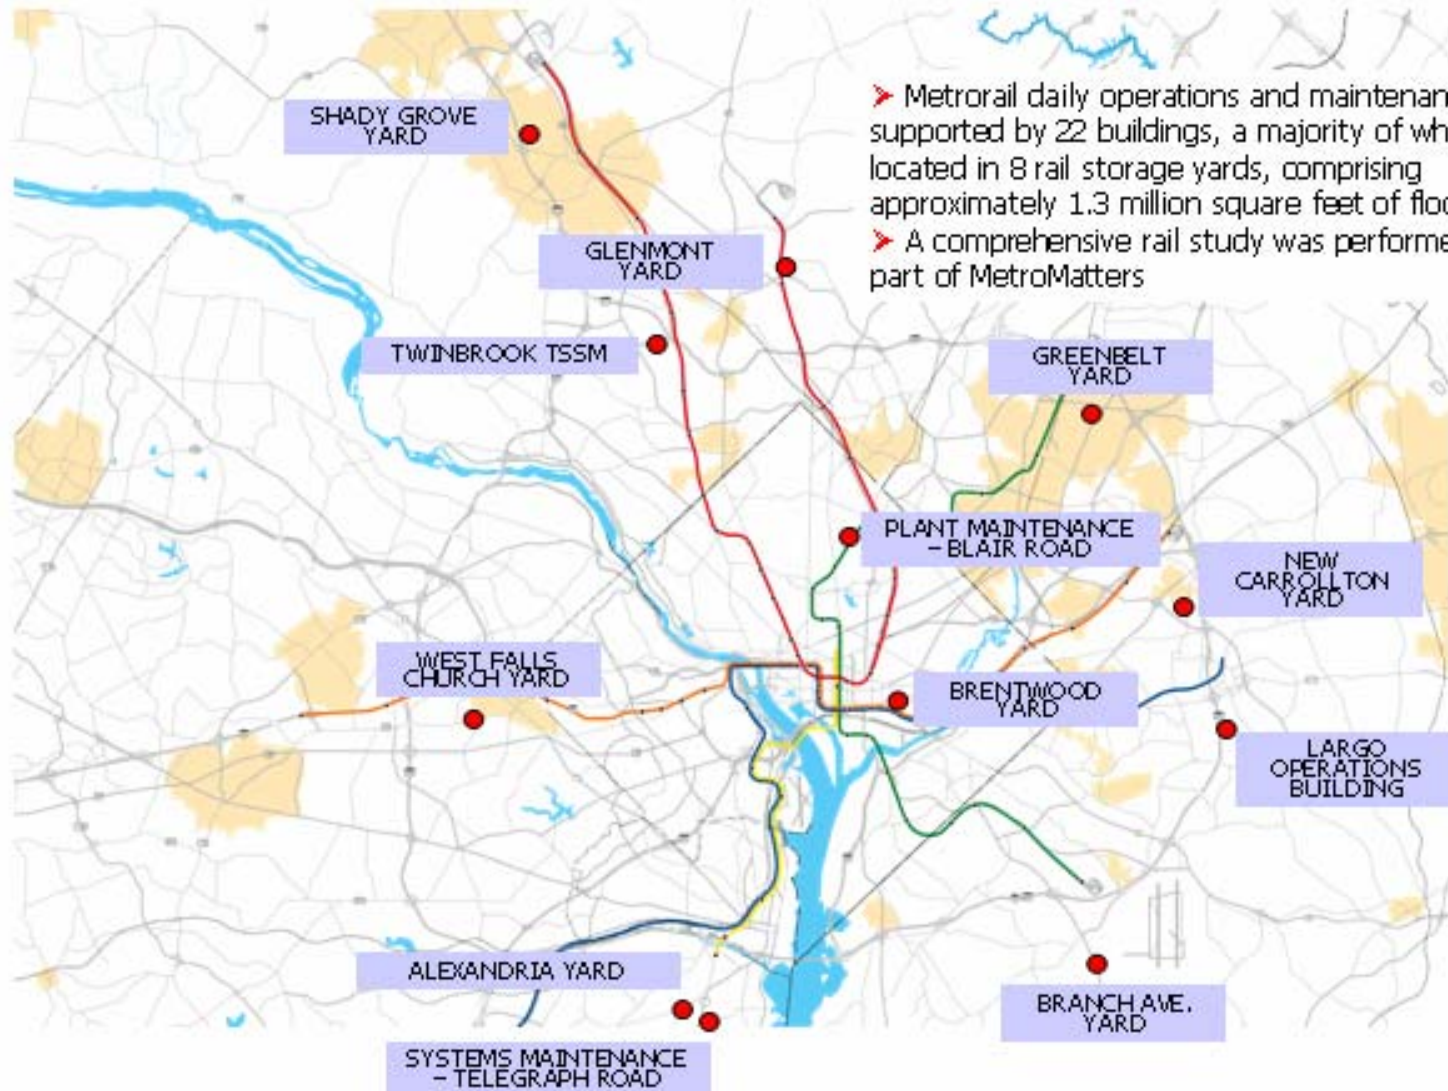 ➤ Metrorail daily operations and maintenan
supported by 22 buildings, a majority of wh
located in 8 rail storage yards, comprising
approximately 1.3 million square feet of floo
➤ A comprehensive rail study was performe
part of MetroMatters
SHADY GROVE
YARD
GLENMONT
YARD
TWINBROOK TSSM
GREENBELT
YARD
PLANT MAINTENANCE
– BLAIR ROAD
NEW
CARROLLTON
YARD
WEST FALLS
CHURCH YARD
BRENTWOOD
YARD
LARGO
OPERATIONS
BUILDING
ALEXANDRIA YARD
BRANCH AVE.
YARD
SYSTEMS MAINTENANCE
– TELEGRAPH ROAD